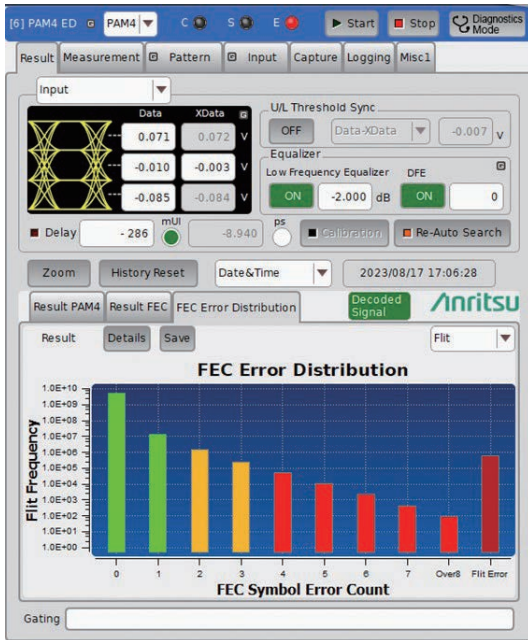 [6] PAM4 ED PAM4 C S E Start Stop Diagnostics Mode
Result Measurement Pattern Input Capture Logging Misc1
Input
Data XData
0.071 0.072 V
-0.010 -0.003 V
-0.085 -0.084 V
U/L Threshold Sync
OFF Data-XData -0.007 V
Equalizer
Low Frequency Equalizer DFE
ON -2.000 dB ON 0
Delay -286 mUI -8.940 ps Calibration Re-Auto Search
Zoom History Reset Date&Time 2023/08/17 17:06:28
Result PAM4 Result FEC FEC Error Distribution Decoded Signal Anritsu
Result Details Save Flit
FEC Error Distribution
Flit Frequency
1.0E+10
1.0E+09
1.0E+08
1.0E+07
1.0E+06
1.0E+05
1.0E+04
1.0E+03
1.0E+02
1.0E+01
1.0E+00
0 1 2 3 4 5 6 7 Over8 Flit Error
FEC Symbol Error Count
Gating